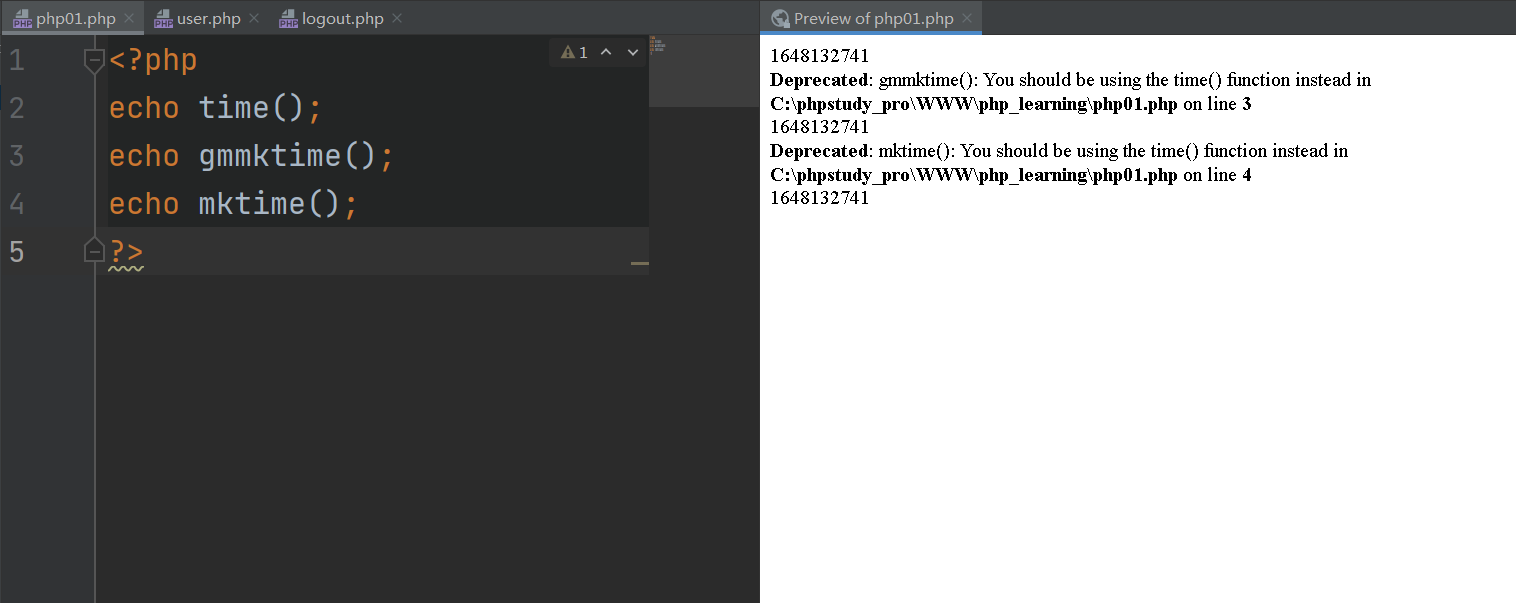 php01.php user.php logout.php
1 <?php
2 echo time();
3 echo gmmktime();
4 echo mktime();
5 ?>
1
Preview of php01.php
1648132741
Deprecated: gmmktime(): You should be using the time() function instead in
C:\phpstudy_pro\WWW\php_learning\php01.php on line 3
1648132741
Deprecated: mktime(): You should be using the time() function instead in
C:\phpstudy_pro\WWW\php_learning\php01.php on line 4
1648132741